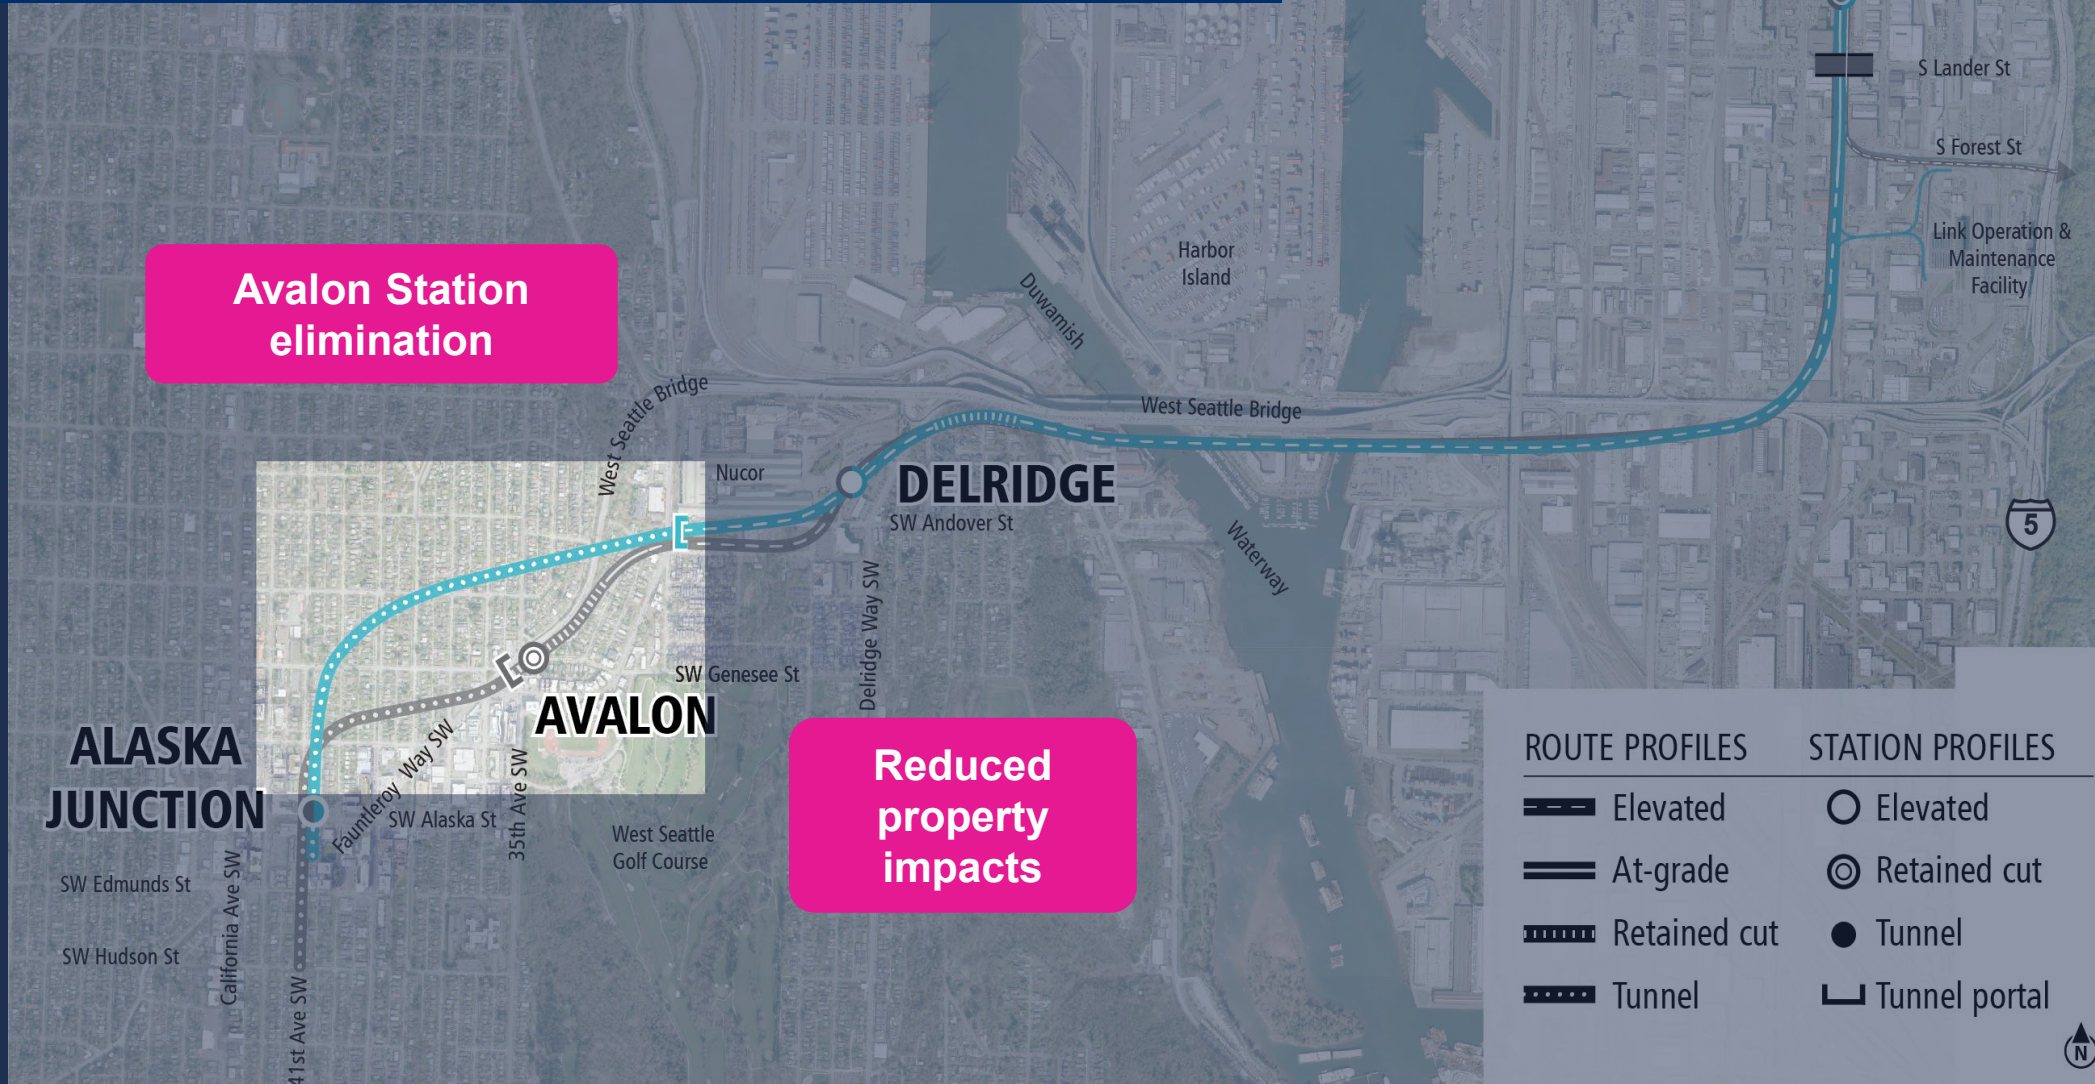 S Lander St
S Forest St
Link Operation &
Maintenance
Facility
Harbor
Island
Duwamish
Waterway
Avalon Station
elimination
West Seattle Bridge
West Seattle Bridge
Nucor
DELRIDGE
SW Andover St
5
Delridge Way SW
SW Genesee St
AVALON
ALASKA
JUNCTION
Fauntleroy Way SW
SW Alaska St
35th Ave SW
West Seattle
Golf Course
Reduced
property
impacts
SW Edmunds St
California Ave SW
SW Hudson St
41st Ave SW
ROUTE PROFILES
Elevated
At-grade
Retained cut
Tunnel
STATION PROFILES
Elevated
Retained cut
Tunnel
Tunnel portal
N